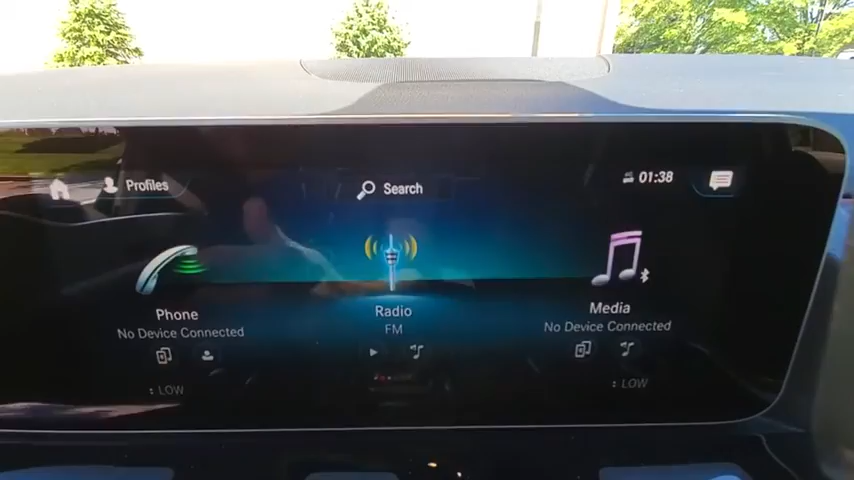 Profiles
Search
01:38
Phone
No Device Connected
Radio
FM
Media
No Device Connected
LOW
LOW